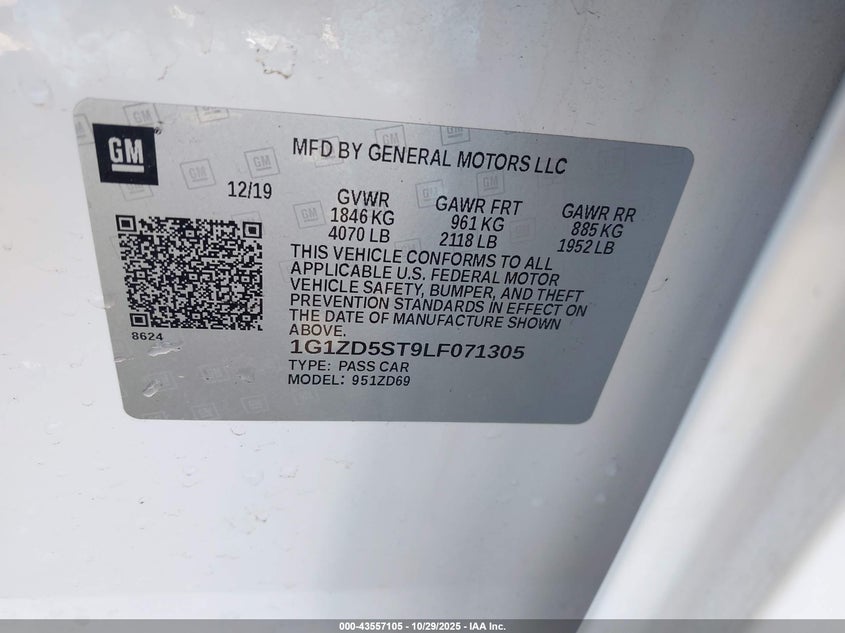 GM
MFD BY GENERAL MOTORS LLC
12/19
GVWR
1846 KG
4070 LB
GAWR FRT
961 KG
2118 LB
GAWR RR
885 KG
1952 LB
THIS VEHICLE CONFORMS TO ALL
APPLICABLE U.S. FEDERAL MOTOR
VEHICLE SAFETY, BUMPER, AND THEFT
PREVENTION STANDARDS IN EFFECT ON
THE DATE OF MANUFACTURE SHOWN
ABOVE.
8624
1G1ZD5ST9LF071305
TYPE: PASS CAR
MODEL: 951ZD69
000-43557105 - 10/29/2025 - IAA Inc.